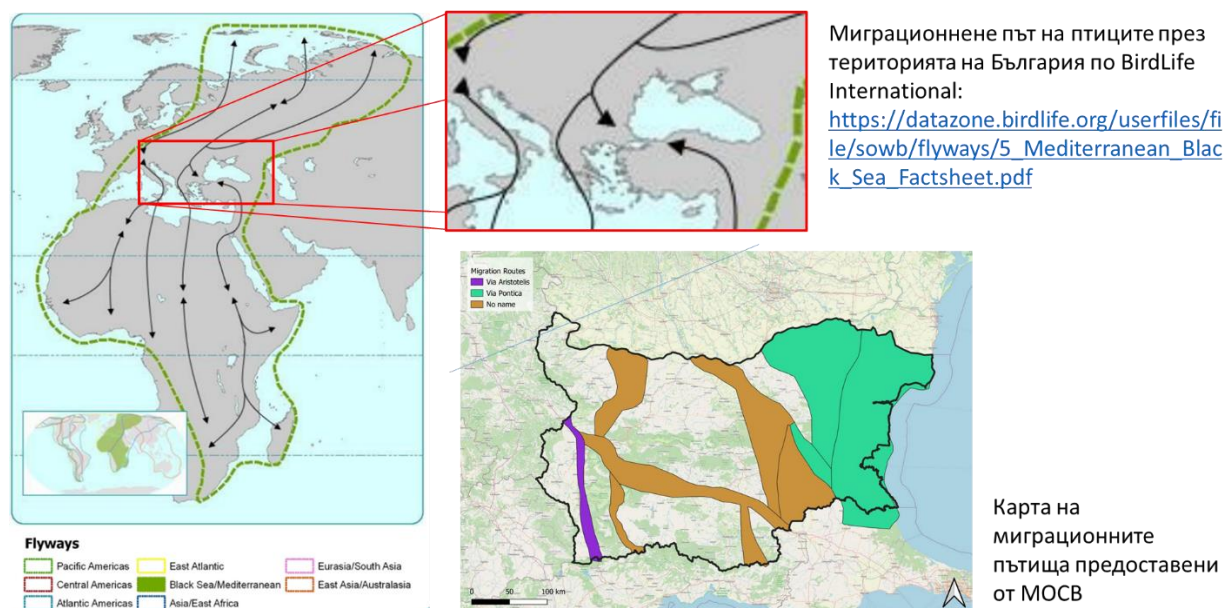 Миграционнене път на птиците през
територията на България по BirdLife
International:
https://datazone.birdlife.org/userfiles/fi
le/sowb/flyways/5_Mediterranean_Blac
k_Sea_Factsheet.pdf
Migration Routes
Via Aristotelis
Via Pontica
No name
0 50 100 km
Карта на
миграционните
пътища предоставени
от МОСВ
Flyways
Pacific Americas East Atlantic Eurasia/South Asia
Central Americas Black Sea/Mediterranean East Asia/Australasia
Atlantic Americas Asia/East Africa